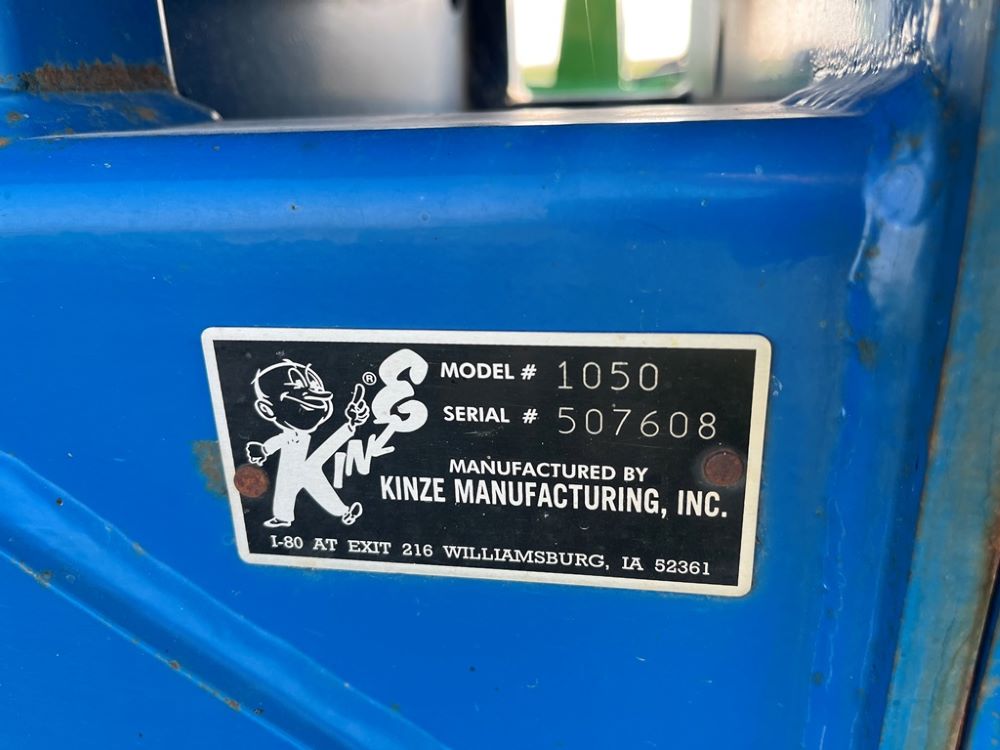 KINZE ®
MODEL # 1050
SERIAL # 507608
MANUFACTURED BY
KINZE MANUFACTURING, INC.
I-80 AT EXIT 216 WILLIAMSBURG, IA 52361